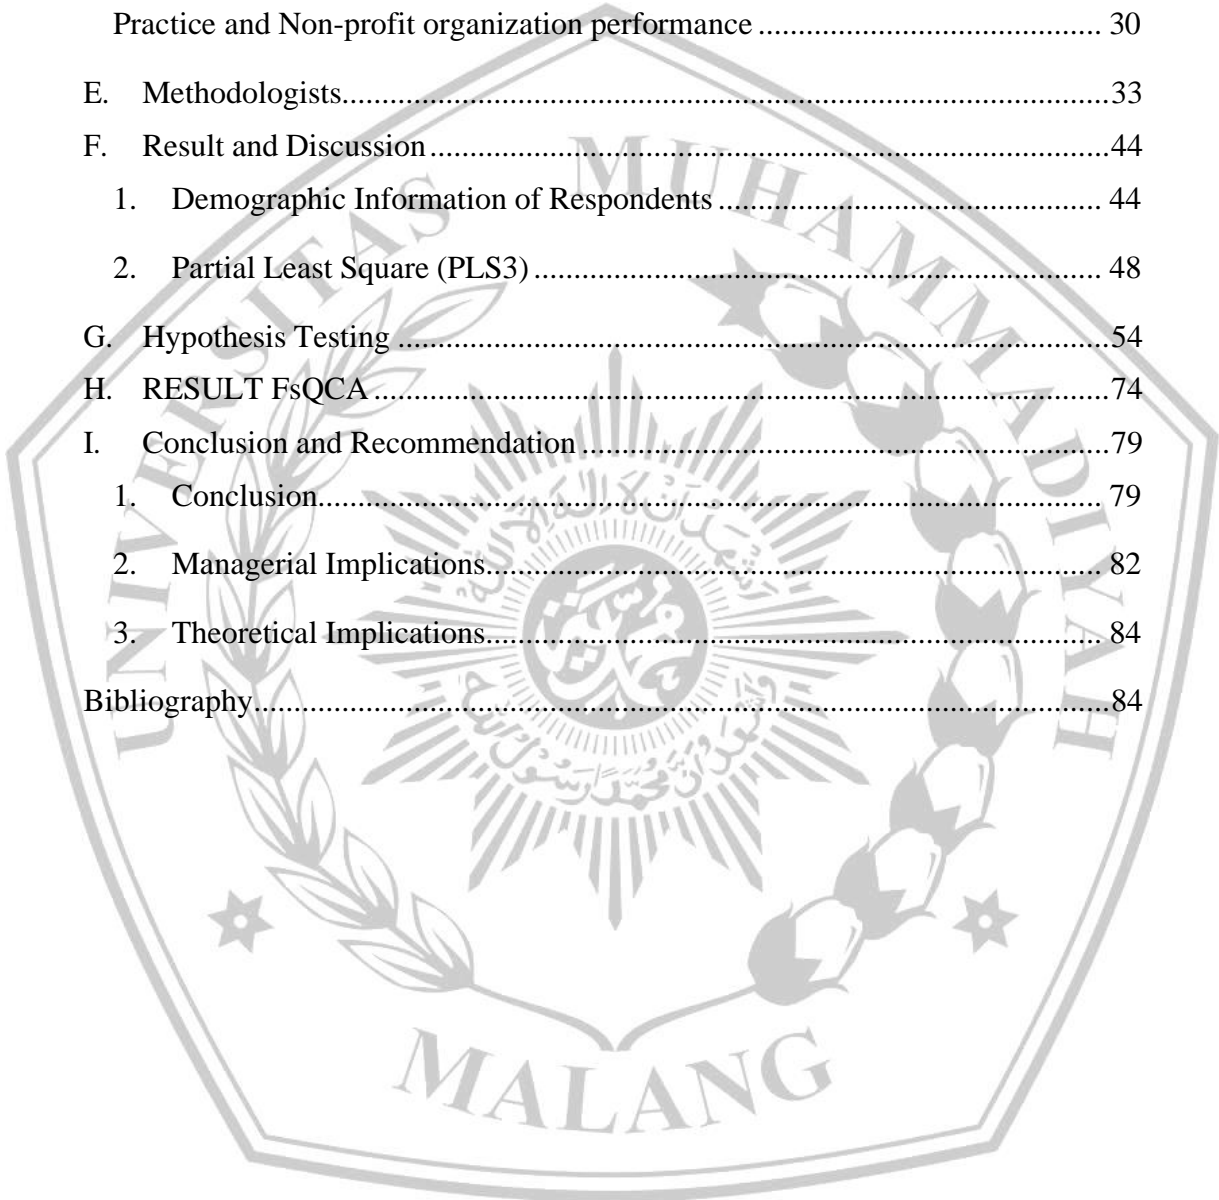 Practice and Non-profit organization performance ..................................... 30
E. Methodologists.................................................................................................33
F. Result and Discussion......................................................................................44
1. Demographic Information of Respondents ................................................ 44
2. Partial Least Square (PLS3) ....................................................................... 48
G. Hypothesis Testing ..........................................................................................54
H. RESULT FsQCA .............................................................................................74
I. Conclusion and Recommendation ...................................................................79
1. Conclusion................................................................................................... 79
2. Managerial Implications.............................................................................. 82
3. Theoretical Implications.............................................................................. 84
Bibliography............................................................................................................84
UNIVERSITAS MUHAMMADIYAH
MALANG